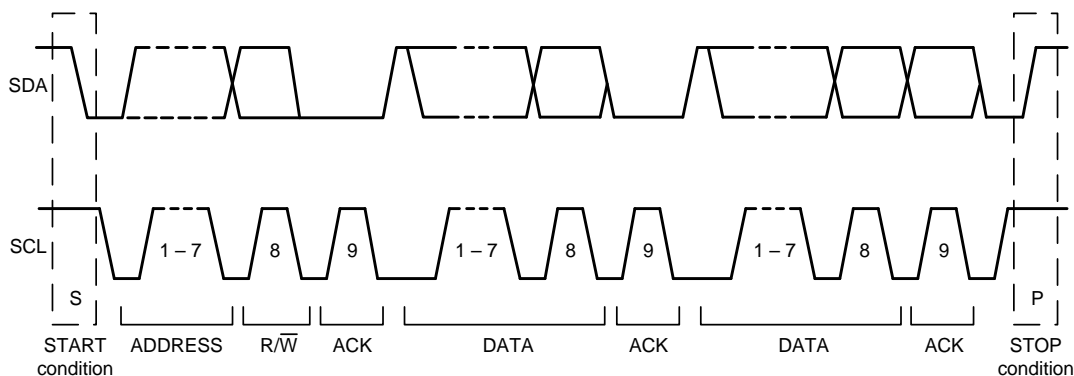 SDA
SCL
1 – 7
8
9
1 – 7
8
9
1 – 7
8
9
S
P
START condition
ADDRESS
R/W̅
ACK
DATA
ACK
DATA
ACK
STOP condition